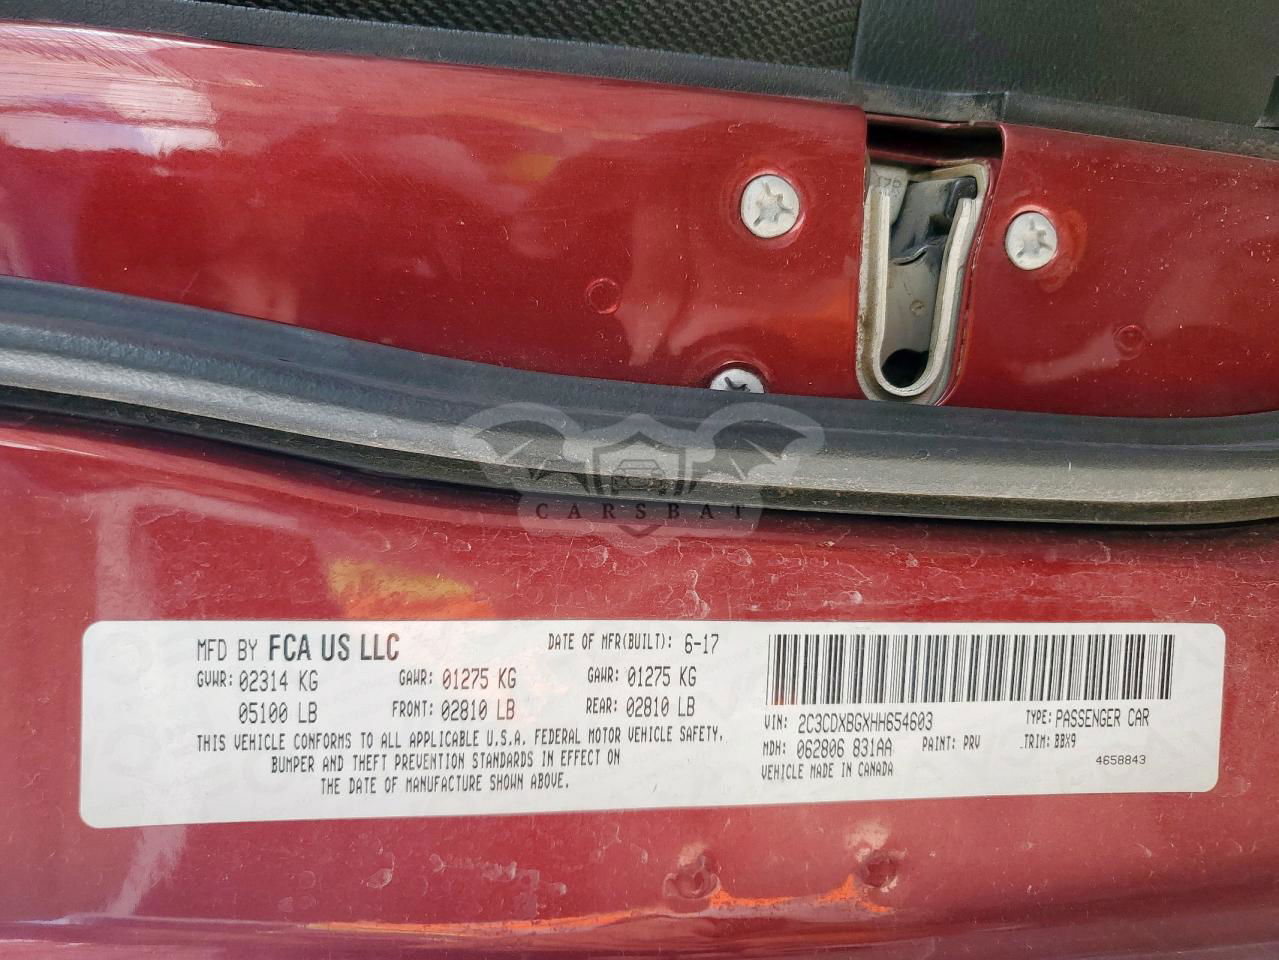 CARSBAT
MFD BY FCA US LLC DATE OF MFR(BUILT): 6-17
GVWR: 02314 KG GAWR: 01275 KG GAWR: 01275 KG
05100 LB FRONT: 02810 LB REAR: 02810 LB
THIS VEHICLE CONFORMS TO ALL APPLICABLE U.S.A. FEDERAL MOTOR VEHICLE SAFETY,
BUMPER AND THEFT PREVENTION STANDARDS IN EFFECT ON
THE DATE OF MANUFACTURE SHOWN ABOVE.
VIN: 2C3CDXBGXHH654603 TYPE: PASSENGER CAR
MDH: 062806 831AA PAINT: PRV TRIM: BBX9
VEHICLE MADE IN CANADA 4658843